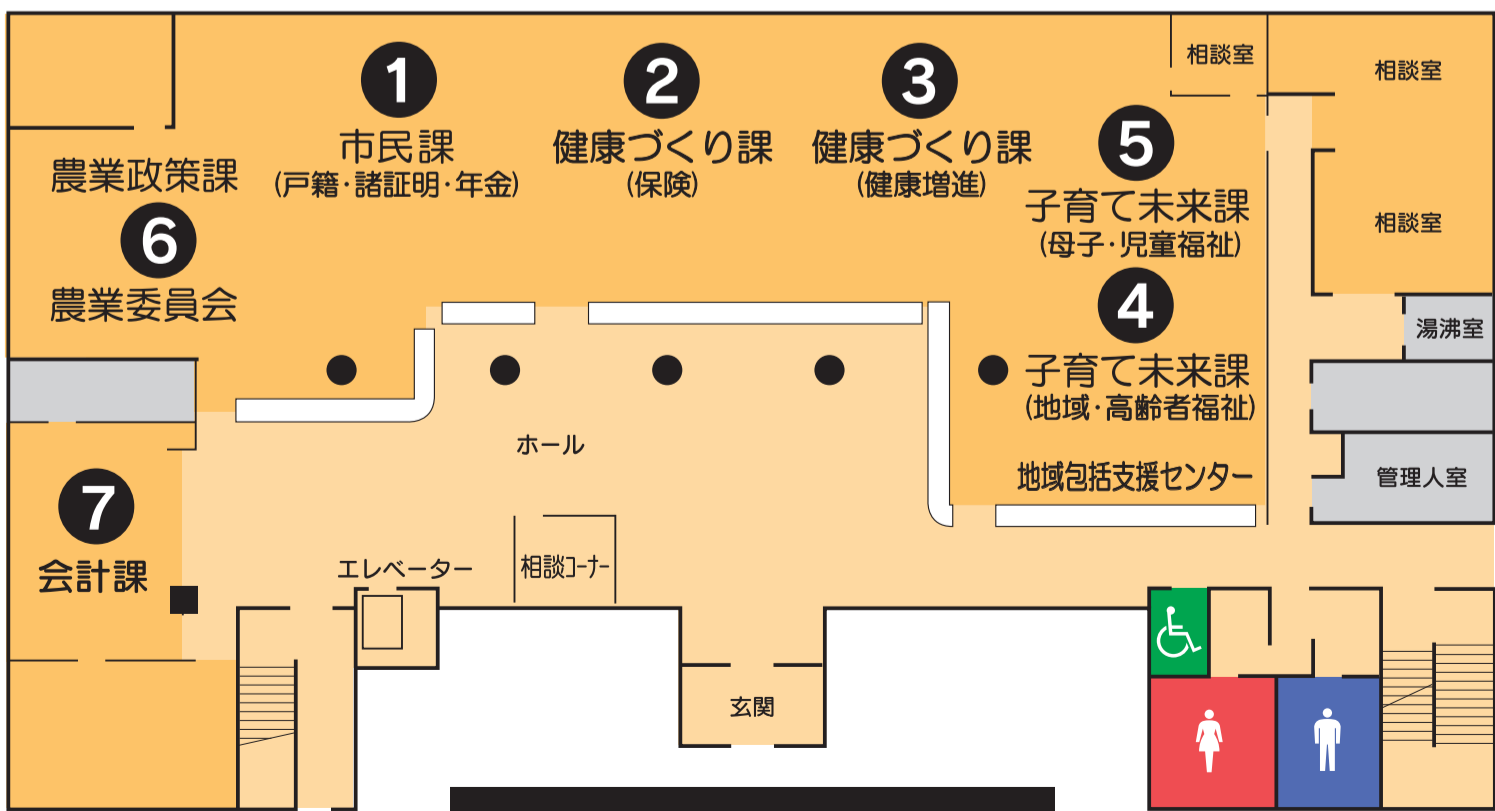 1
市民課
(戸籍・諸証明・年金)
2
健康づくり課
(保険)
3
健康づくり課
(健康増進)
相談室
相談室
5
子育て未来課
(母子・児童福祉)
相談室
農業政策課
6
農業委員会
4
子育て未来課
(地域・高齢者福祉)
地域包括支援センター
湯沸室
管理人室
ホール
7
会計課
エレベーター
相談コーナー
玄関